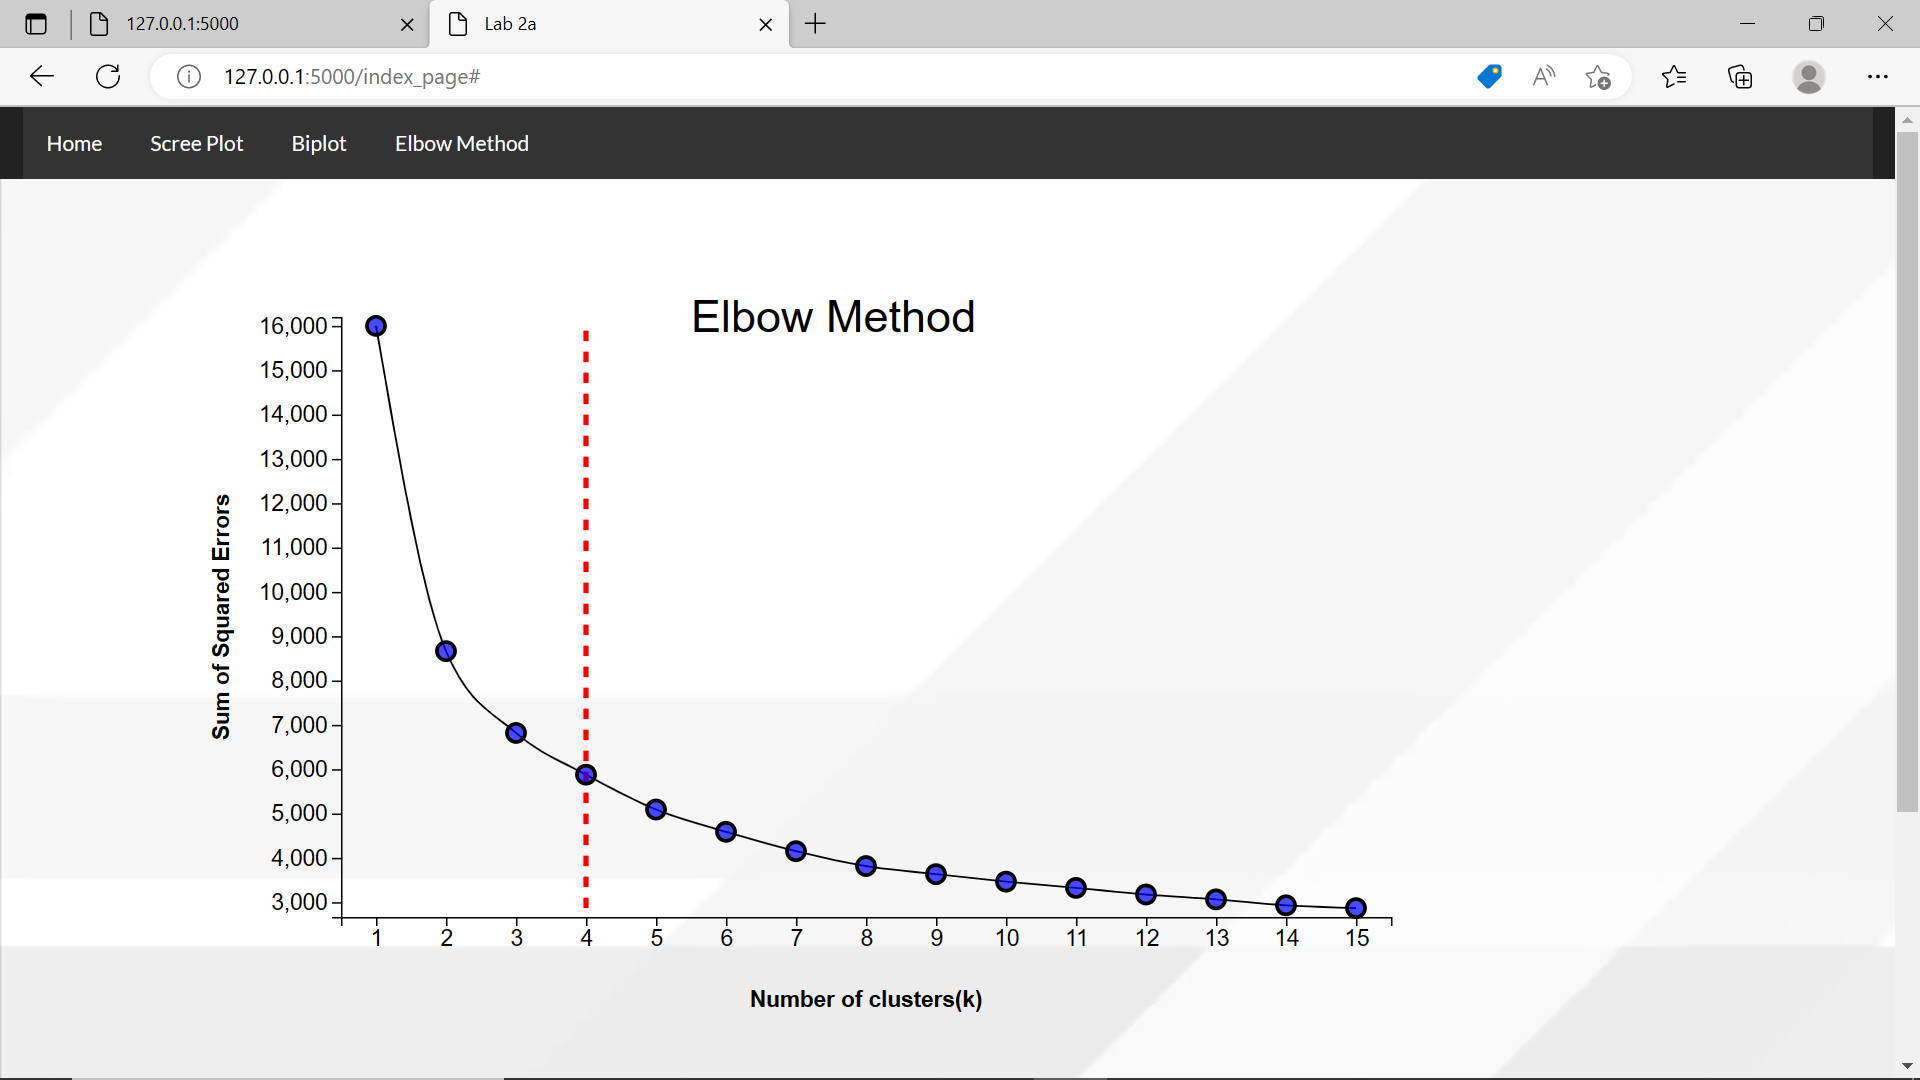 127.0.0.1:5000
Lab 2a
127.0.0.1:5000/index_page#
Home Scree Plot Biplot Elbow Method
Elbow Method
16,000
15,000
14,000
13,000
12,000
11,000
10,000
9,000
8,000
7,000
6,000
5,000
4,000
3,000
Sum of Squared Errors
1 2 3 4 5 6 7 8 9 10 11 12 13 14 15
Number of clusters(k)